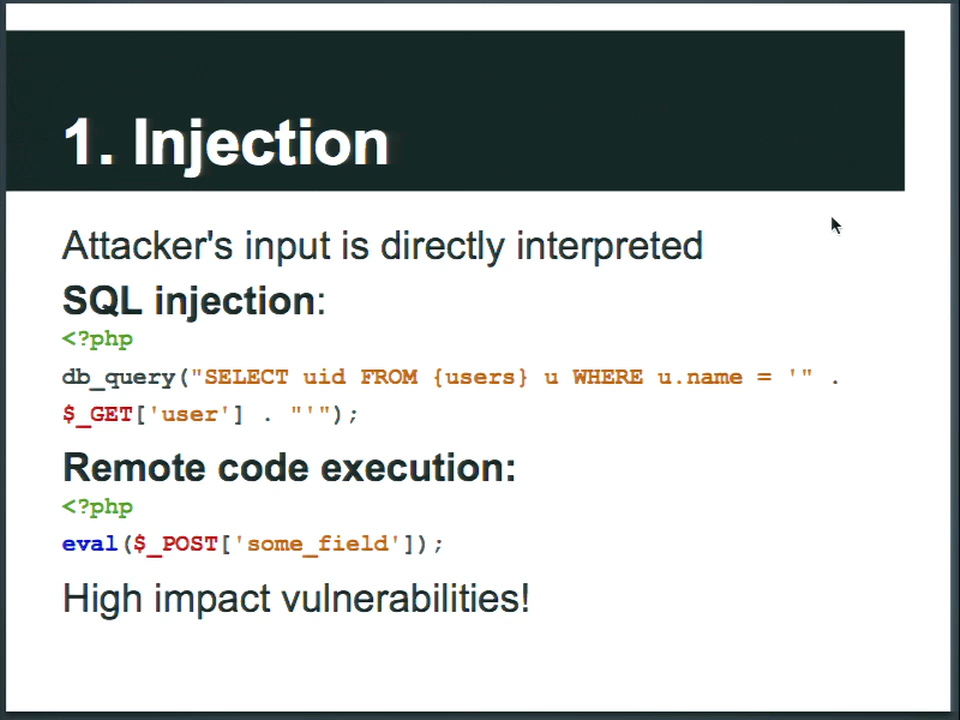 1. Injection
Attacker's input is directly interpreted
SQL injection:
<?php
db_query("SELECT uid FROM {users} u WHERE u.name = '" .
$_GET['user'] . "'");
Remote code execution:
<?php
eval($_POST['some_field']);
High impact vulnerabilities!